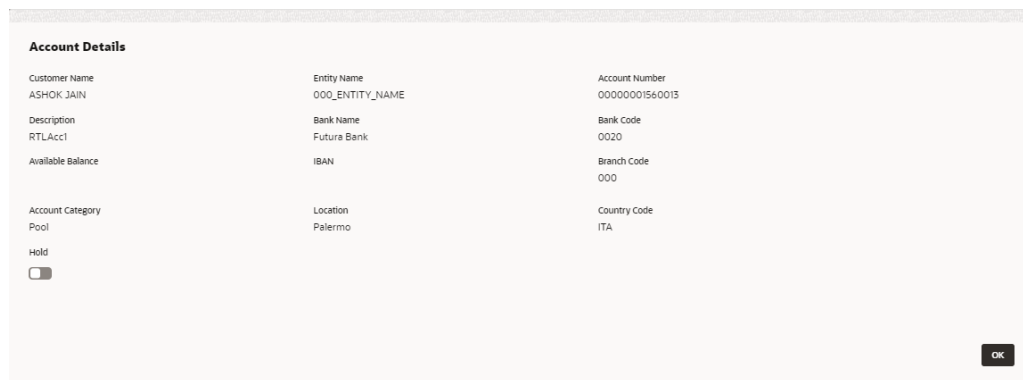 Account Details
Customer Name Entity Name Account Number
ASHOK JAIN 000_ENTITY_NAME 00000001560013
Description Bank Name Bank Code
RTLAcc1 Futura Bank 0020
Available Balance IBAN Branch Code
000
Account Category Location Country Code
Pool Palermo ITA
Hold
OK